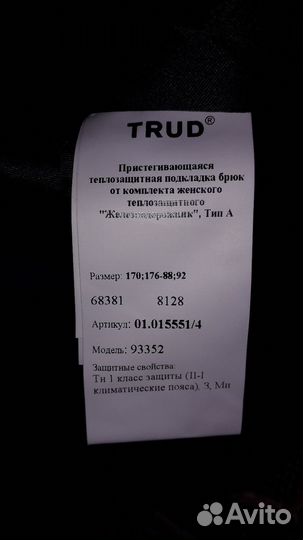 TRUD®
Пристегивающаяся
теплозащитная подкладка брюк
от комплекта женского
теплозащитного
"Железнодорожник", Тип А
Размер: 170;176-88;92
68381 8128
Артикул: 01.015551/4
Модель: 93352
Защитные свойства:
Тн 1 класс защиты (II-I
климатические пояса), З, Ми
Avito